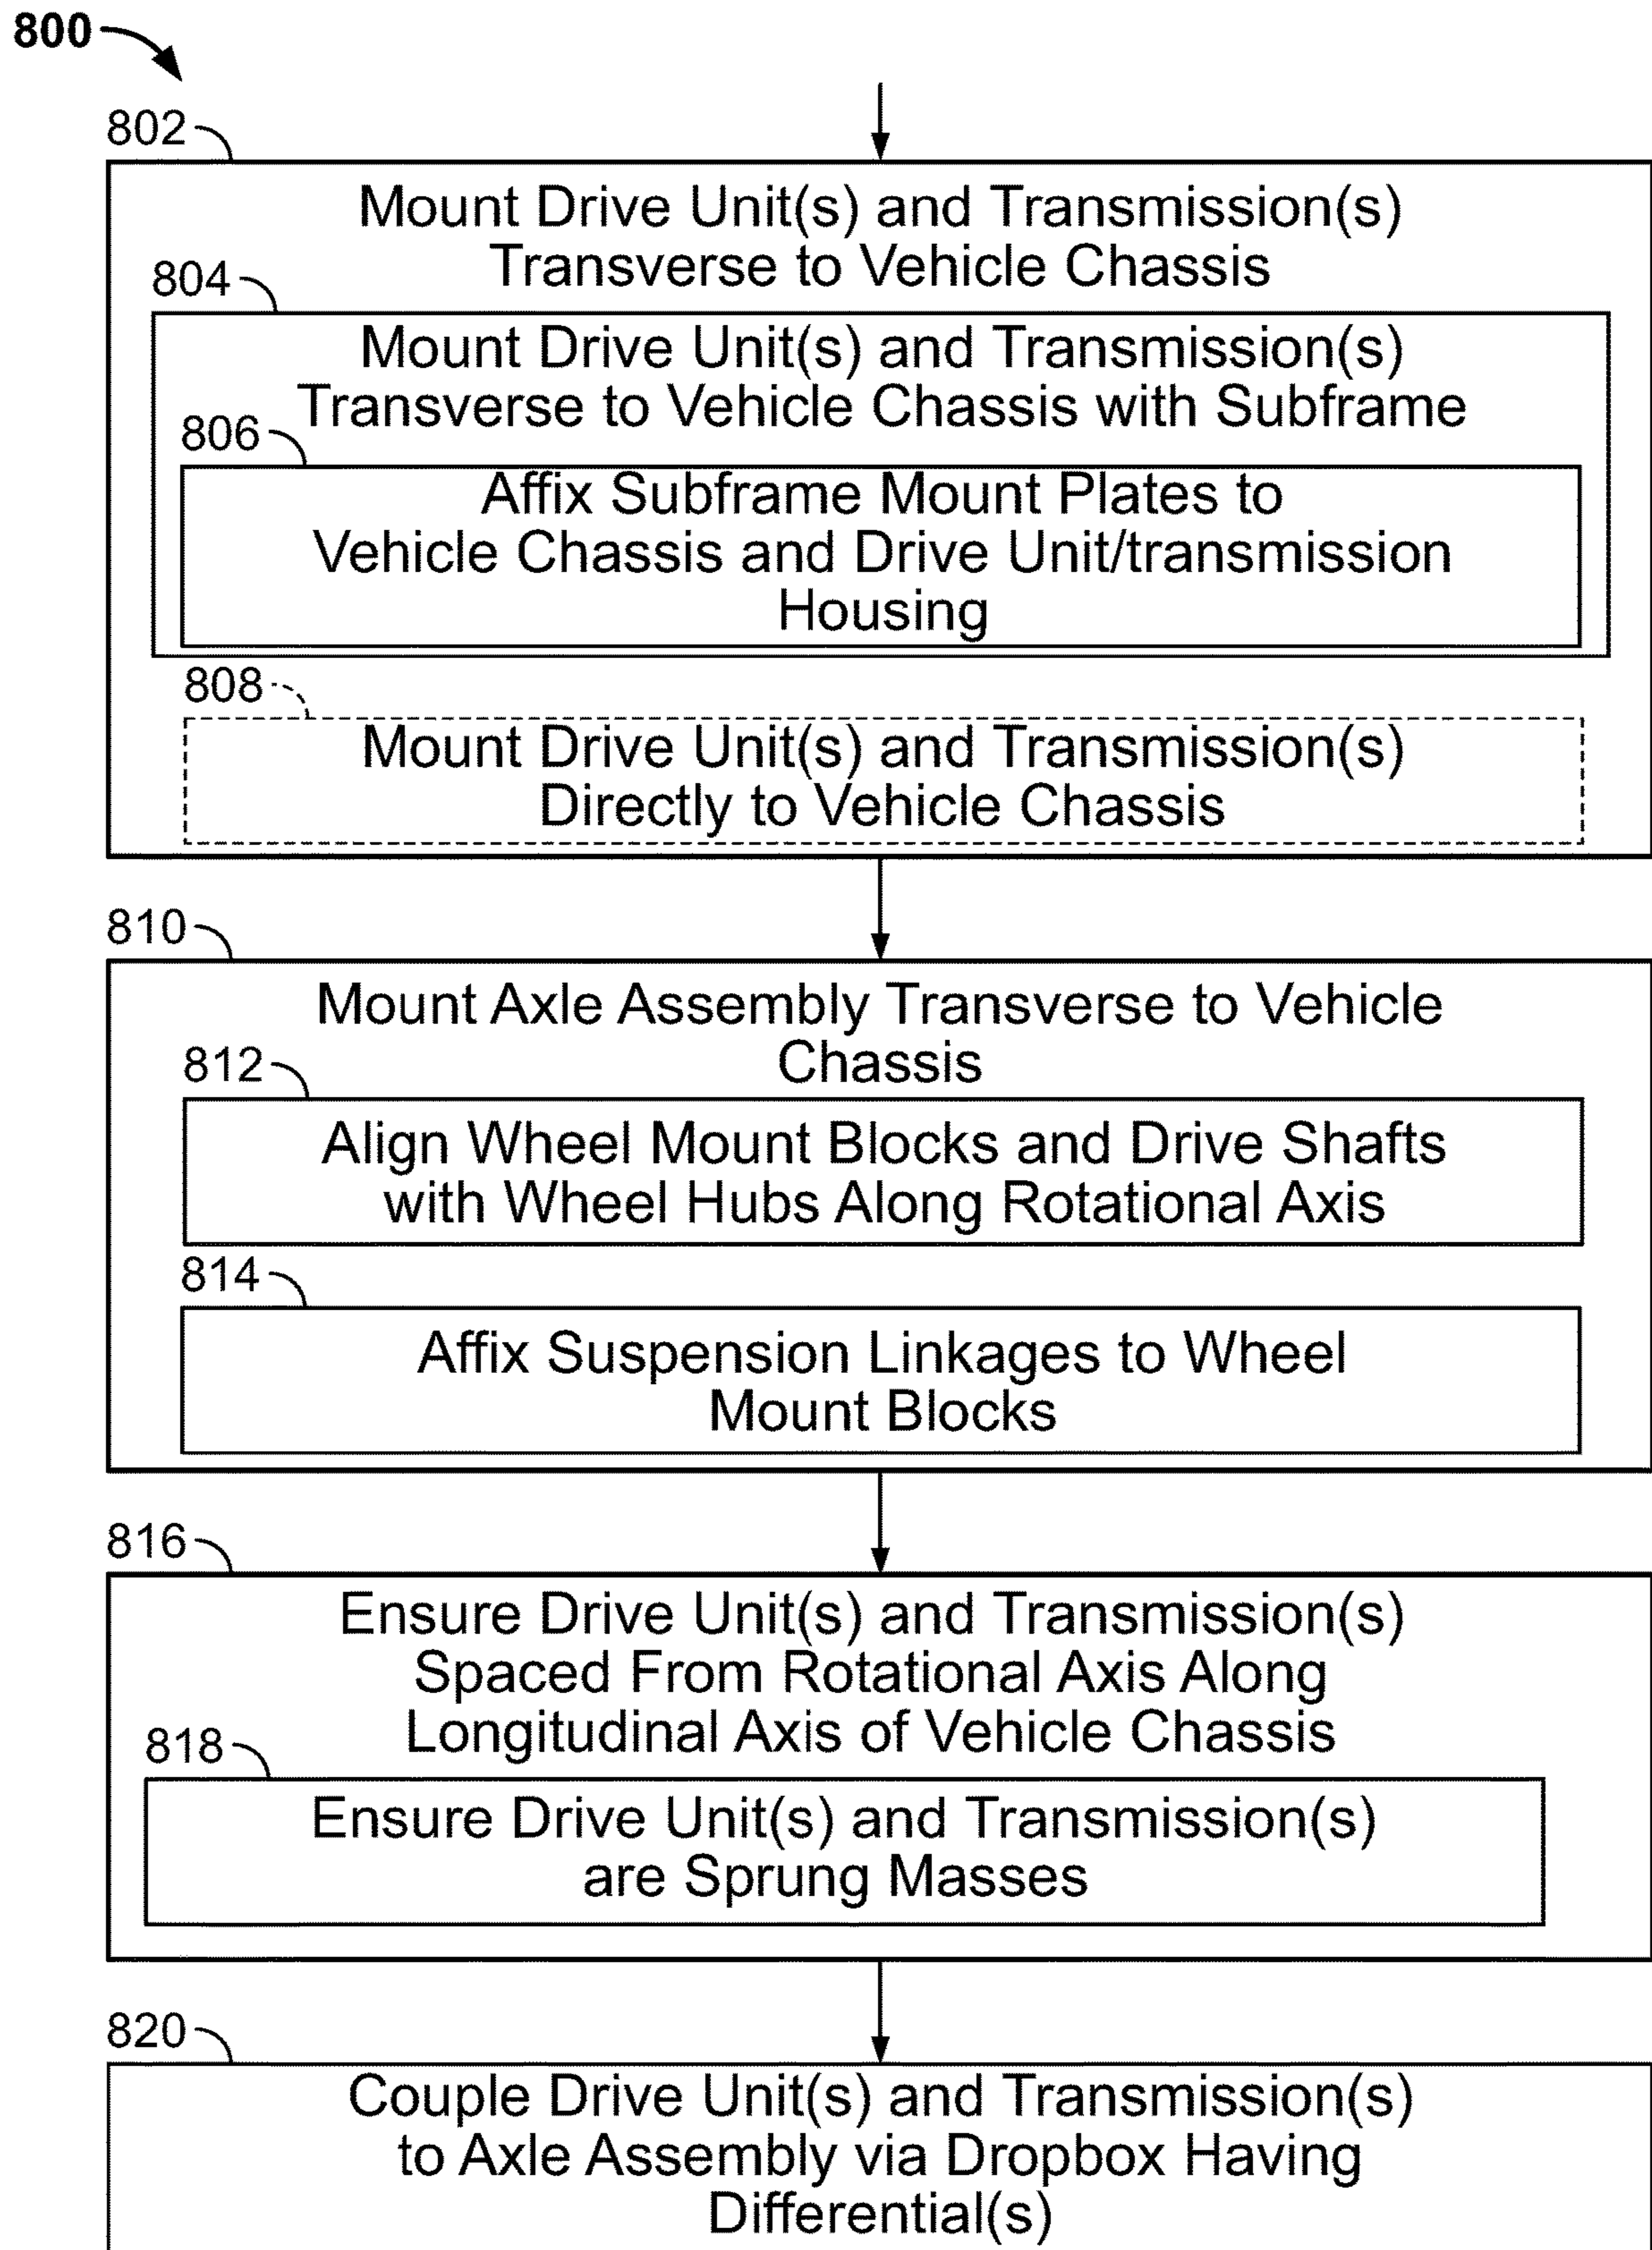 800
802
Mount Drive Unit(s) and Transmission(s)
Transverse to Vehicle Chassis
804
Mount Drive Unit(s) and Transmission(s)
Transverse to Vehicle Chassis with Subframe
806
Affix Subframe Mount Plates to
Vehicle Chassis and Drive Unit/transmission
Housing
808
Mount Drive Unit(s) and Transmission(s)
Directly to Vehicle Chassis
810
Mount Axle Assembly Transverse to Vehicle
Chassis
812
Align Wheel Mount Blocks and Drive Shafts
with Wheel Hubs Along Rotational Axis
814
Affix Suspension Linkages to Wheel
Mount Blocks
816
Ensure Drive Unit(s) and Transmission(s)
Spaced From Rotational Axis Along
Longitudinal Axis of Vehicle Chassis
818
Ensure Drive Unit(s) and Transmission(s)
are Sprung Masses
820
Couple Drive Unit(s) and Transmission(s)
to Axle Assembly via Dropbox Having
Differential(s)